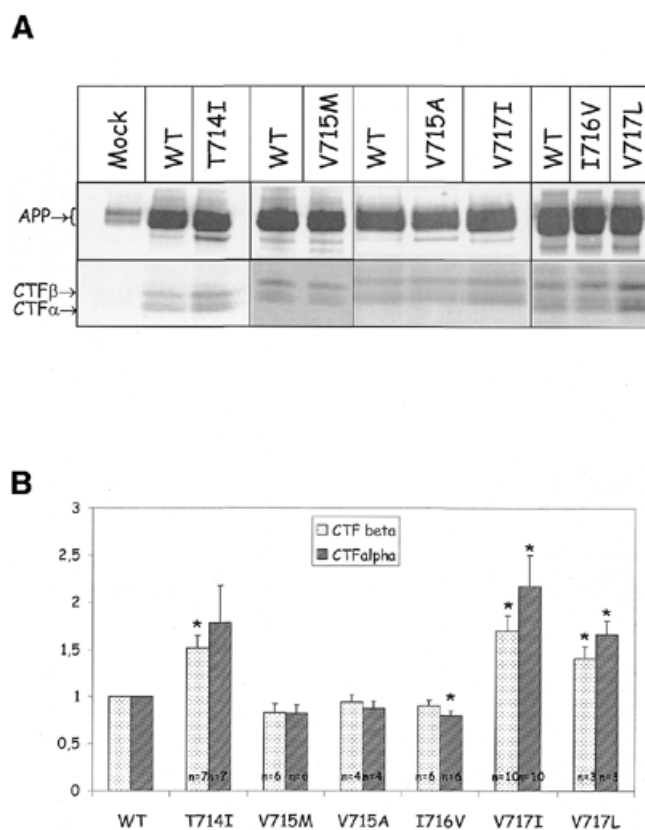 A
Mock WT T714I WT V715M WT V715A V717I WT I716V V717L
APP→{
CTFβ→
CTFα→
B
3
2,5
2
1,5
1
0,5
0
CTF beta
CTFalpha
* * * * * *
n=7 n=7 n=6 n=6 n=4 n=4 n=6 n=6 n=10 n=10 n=3 n=3
WT T714I V715M V715A I716V V717I V717L